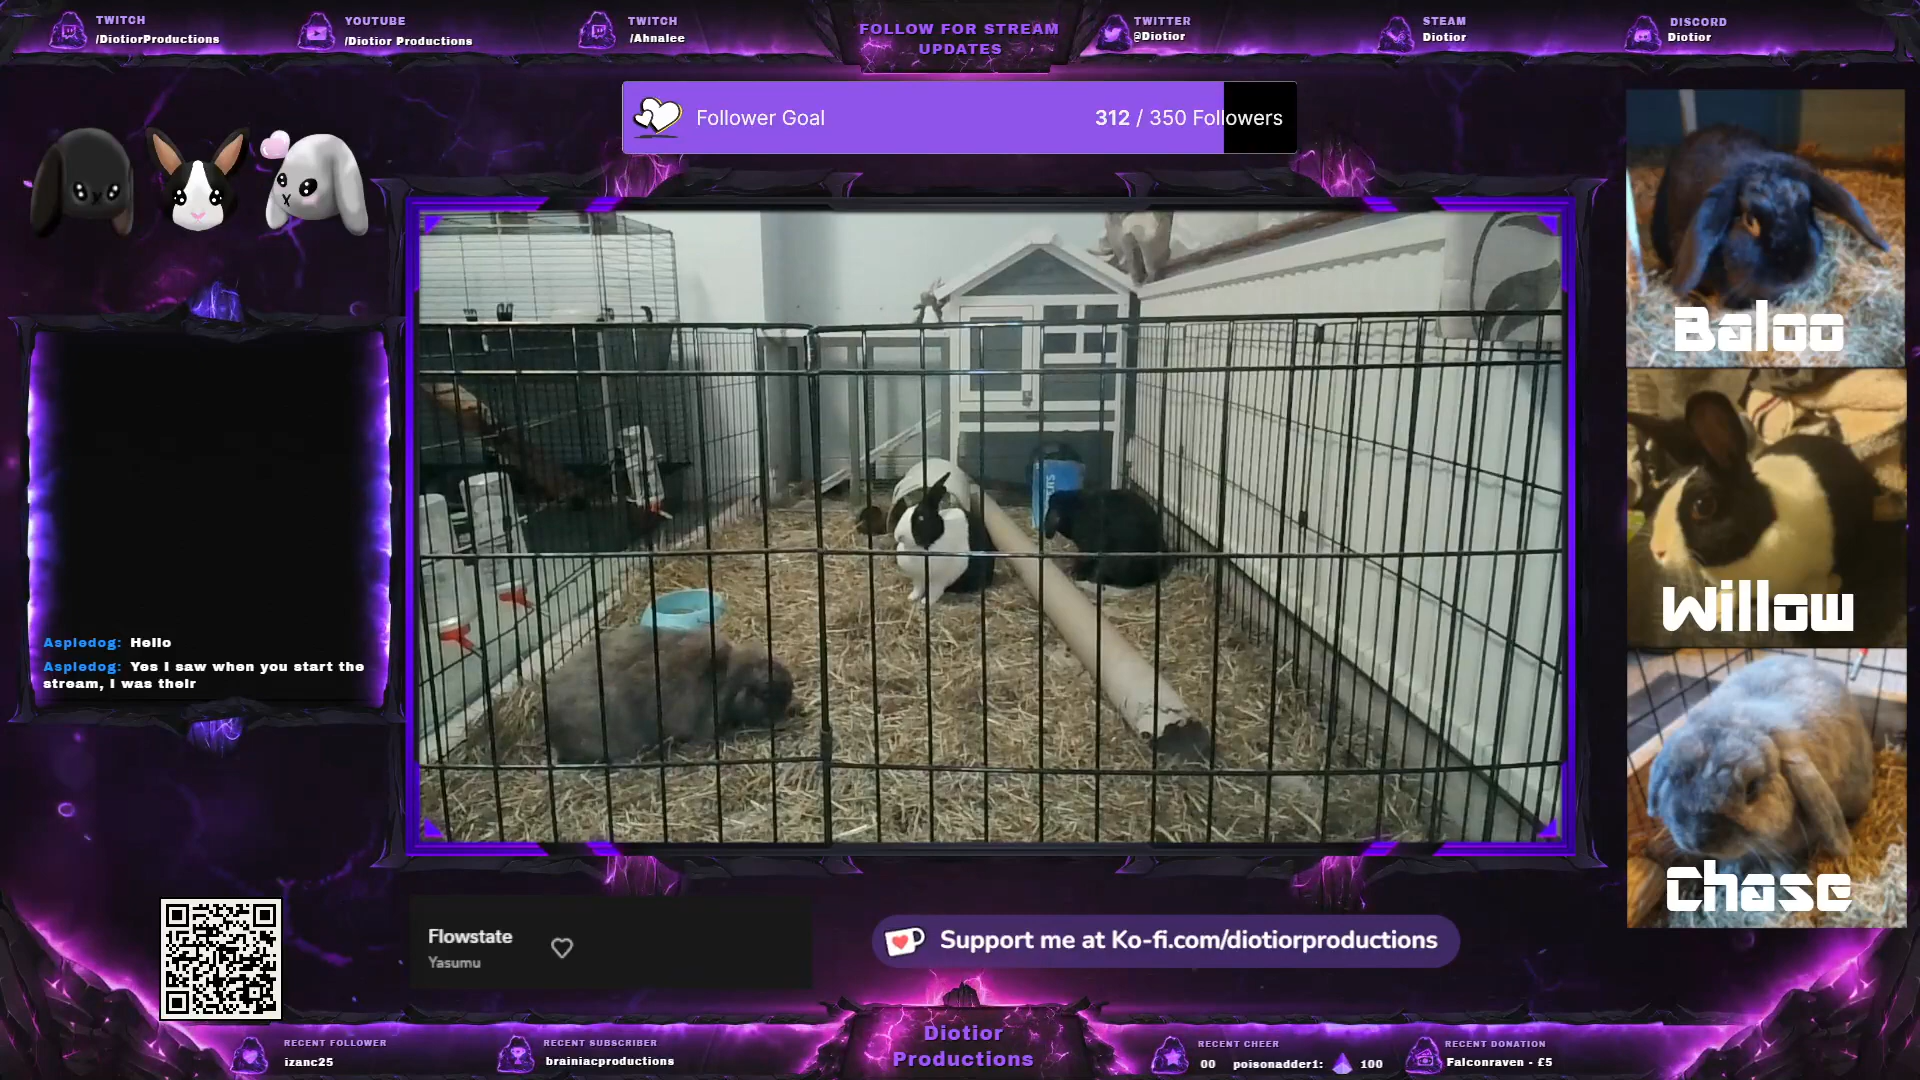 TWITCH
/DiotiorProductions
YOUTUBE
/Diotior Productions
TWITCH
/Ahnalee
FOLLOW FOR STREAM
UPDATES
TWITTER
@Diotior
STEAM
Diotior
DISCORD
Diotior
Follower Goal
312 / 350 Followers
Baloo
Willow
Chase
Aspledog: Hello
Aspledog: Yes I saw when you start the
stream, I was their
Flowstate
Yasumu
Support me at Ko-fi.com/diotiorproductions
RECENT FOLLOWER
izanc25
RECENT SUBSCRIBER
brainiacproductions
Diotior
Productions
RECENT CHEER
00 poisonadder1: 100
RECENT DONATION
Falconraven - £5